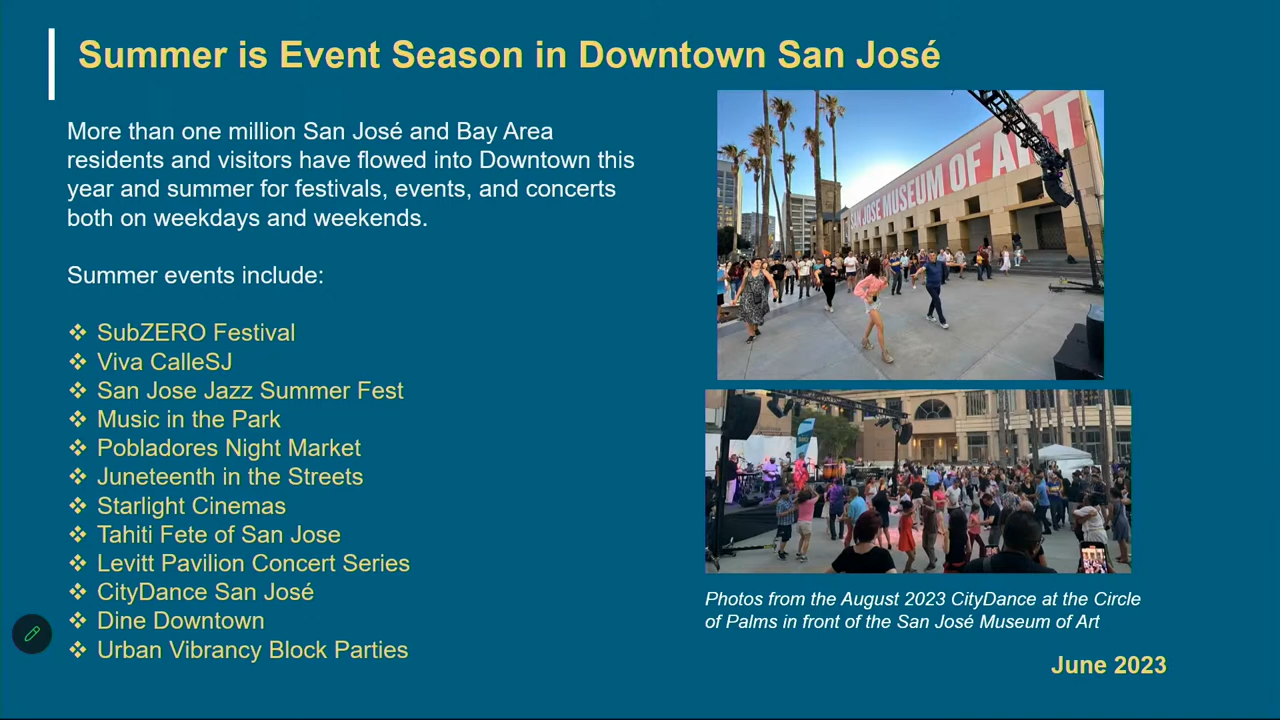 Summer is Event Season in Downtown San José
More than one million San José and Bay Area
residents and visitors have flowed into Downtown this
year and summer for festivals, events, and concerts
both on weekdays and weekends.
Summer events include:
❖ SubZERO Festival
❖ Viva CalleSJ
❖ San Jose Jazz Summer Fest
❖ Music in the Park
❖ Pobladores Night Market
❖ Juneteenth in the Streets
❖ Starlight Cinemas
❖ Tahiti Fete of San Jose
❖ Levitt Pavilion Concert Series
❖ CityDance San José
❖ Dine Downtown
❖ Urban Vibrancy Block Parties
SAN JOSE MUSEUM OF ART
Photos from the August 2023 CityDance at the Circle
of Palms in front of the San José Museum of Art
June 2023